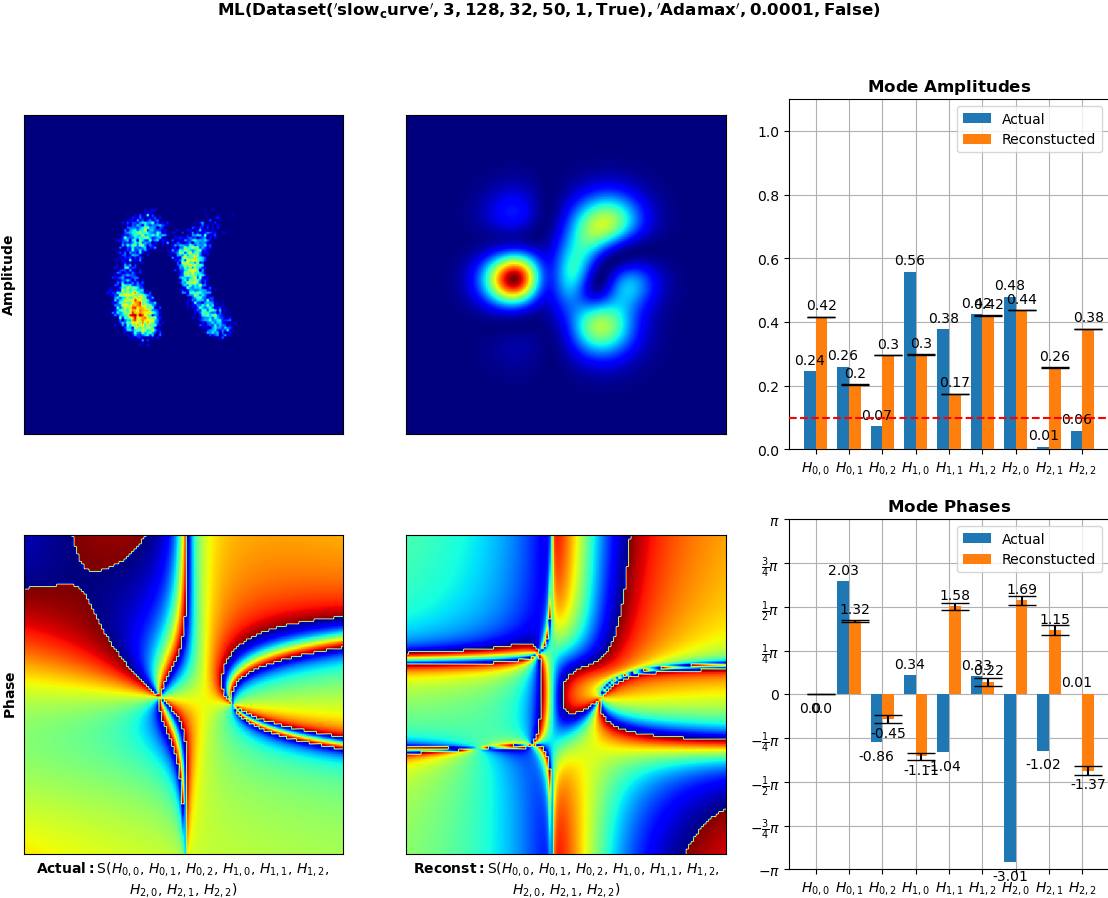 ML(Dataset('slow_curve', 3, 128, 32, 50, 1, True), 'Adamax', 0.0001, False)
Amplitude
Mode Amplitudes
Actual
Reconstucted
1.0
0.8
0.6
0.4
0.2
0.0
0.24 0.26 0.07 0.56 0.38 0.42 0.48 0.01 0.06
0.42 0.2 0.3 0.3 0.17 0.42 0.44 0.26 0.38
H0,0 H0,1 H0,2 H1,0 H1,1 H1,2 H2,0 H2,1 H2,2
Phase
Mode Phases
Actual
Reconstucted
π
3/4π
1/2π
1/4π
0
−1/4π
−1/2π
−3/4π
−π
0.0 2.03 -0.86 0.34 -1.04 0.33 -3.01 -1.02 0.01
0.0 1.32 -0.45 -1.11 1.58 0.22 1.69 1.15 -1.37
H0,0 H0,1 H0,2 H1,0 H1,1 H1,2 H2,0 H2,1 H2,2
Actual: S(H0,0, H0,1, H0,2, H1,0, H1,1, H1,2,
H2,0, H2,1, H2,2)
Reconst: S(H0,0, H0,1, H0,2, H1,0, H1,1, H1,2,
H2,0, H2,1, H2,2)